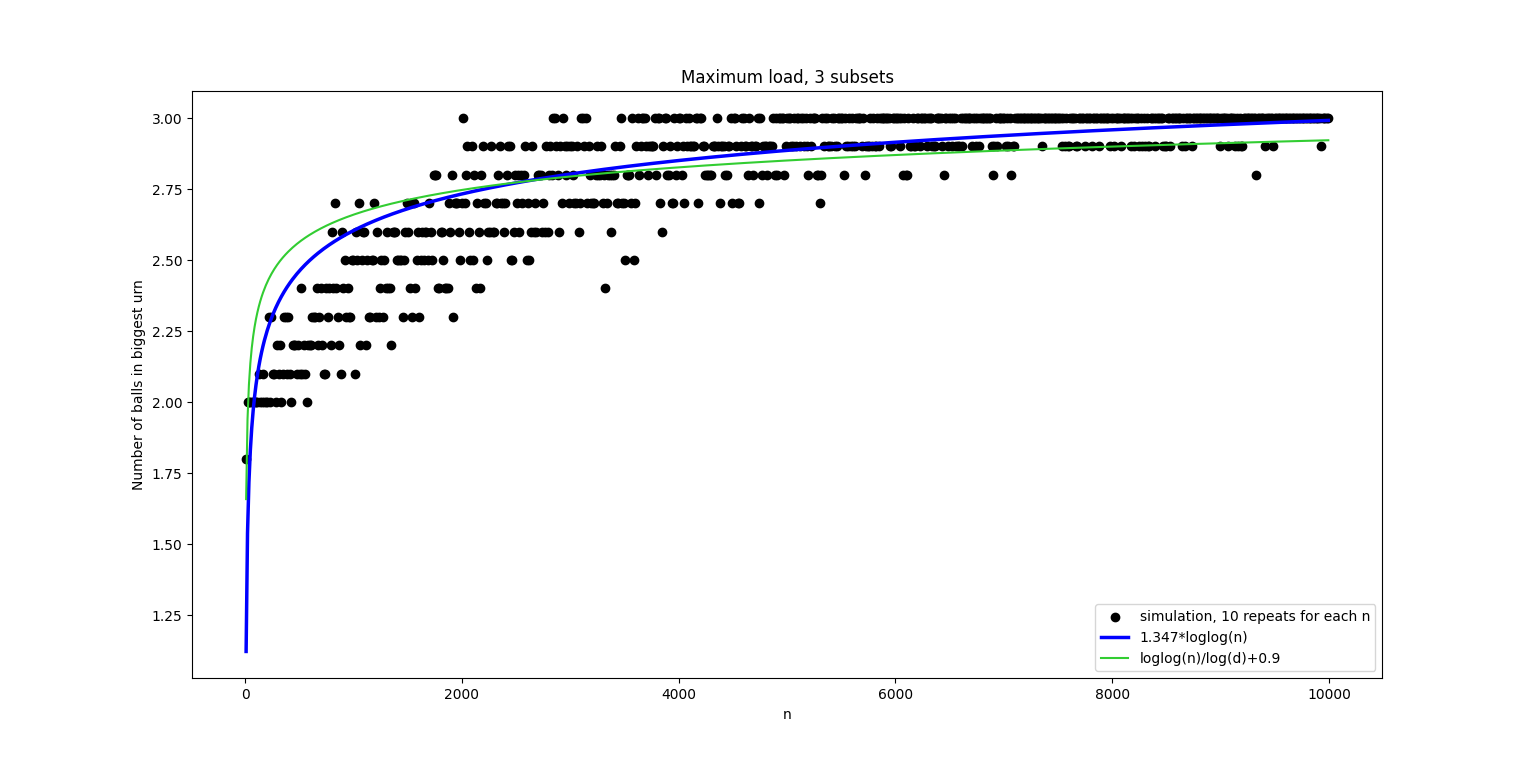 Maximum load, 3 subsets
Number of balls in biggest urn
3.00
2.75
2.50
2.25
2.00
1.75
1.50
1.25
simulation, 10 repeats for each n
1.347*loglog(n)
loglog(n)/log(d)+0.9
0 2000 4000 6000 8000 10000
n